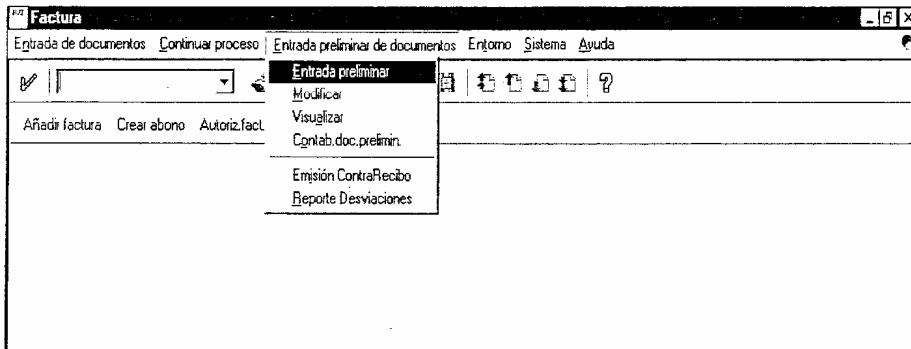 Factura
Entrada de documentos Continuar proceso Entrada preliminar de documentos Entorno Sistema Ayuda
Añadir factura Crear abono Autoriz.fact
Entrada preliminar
Modificar
Visualizar
Contab.doc.prelimin.
Emisión ContraRecibo
Reporte Desviaciones